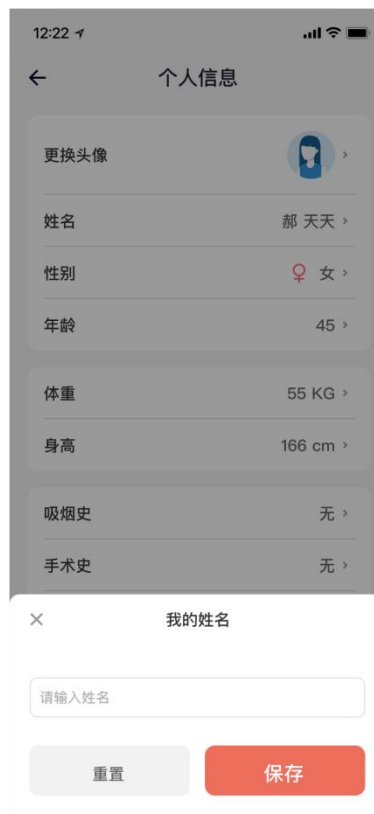 12:22
个人信息
更换头像
姓名 郝 天天
性别 女
年龄 45
体重 55 KG
身高 166 cm
吸烟史 无
手术史 无
我的姓名
请输入姓名
重置 保存